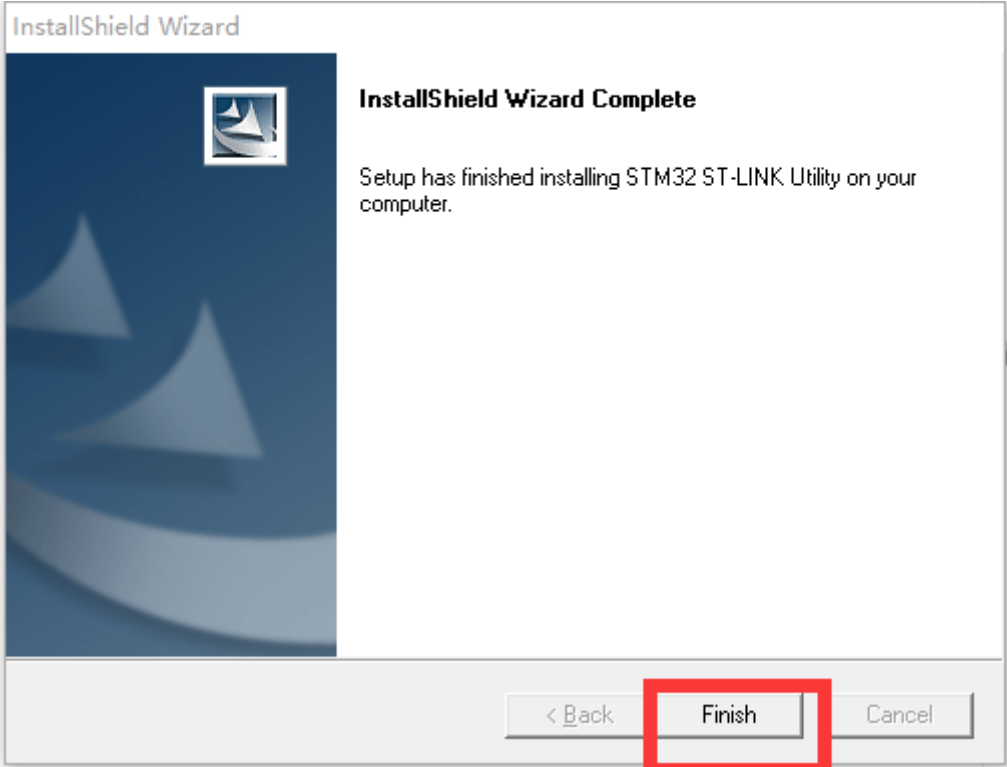 InstallShield Wizard
InstallShield Wizard Complete
Setup has finished installing STM32 ST-LINK Utility on your
computer.
< Back
Finish
Cancel